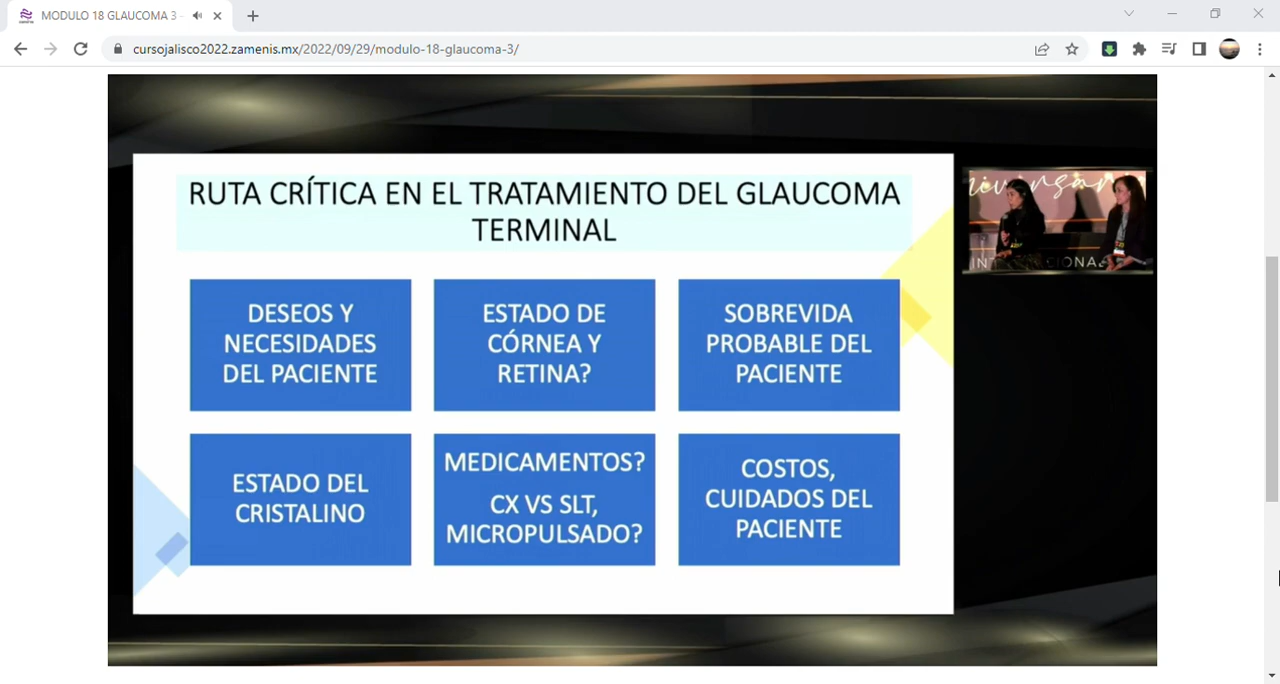 MODULO 18 GLAUCOMA 3 -
cursojalisco2022.zamenis.mx/2022/09/29/modulo-18-glaucoma-3/
RUTA CRÍTICA EN EL TRATAMIENTO DEL GLAUCOMA
TERMINAL
DESEOS Y
NECESIDADES
DEL PACIENTE
ESTADO DE
CÓRNEA Y
RETINA?
SOBREVIDA
PROBABLE DEL
PACIENTE
ESTADO DEL
CRISTALINO
MEDICAMENTOS?
CX VS SLT,
MICROPULSADO?
COSTOS,
CUIDADOS DEL
PACIENTE